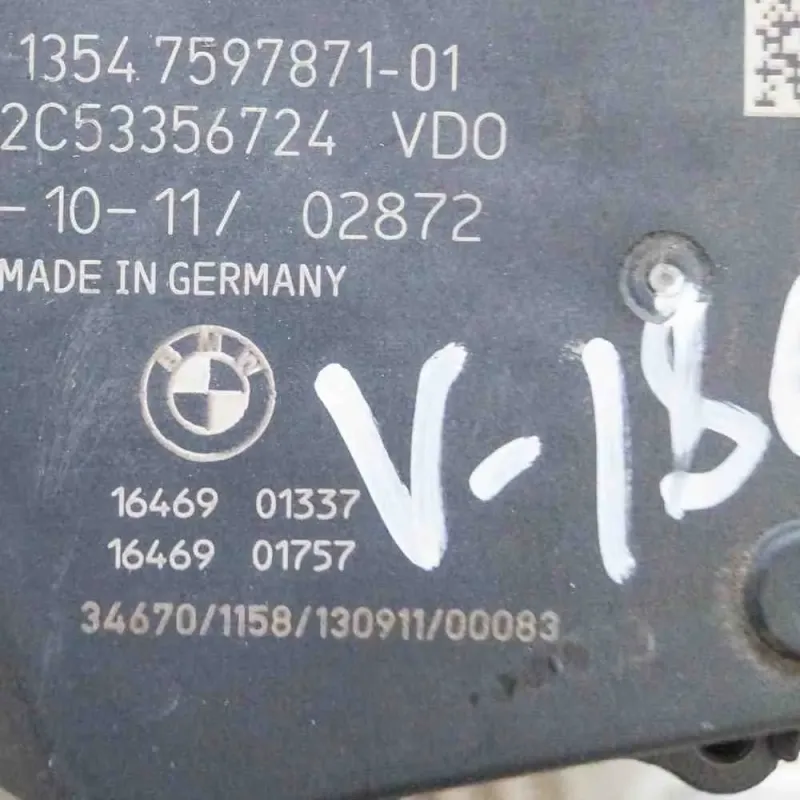 1354 7597871-01
2C53356724 VDO
-10-11/ 02872
MADE IN GERMANY
BMW
16469 01337
16469 01757
34670/1158/130911/00083